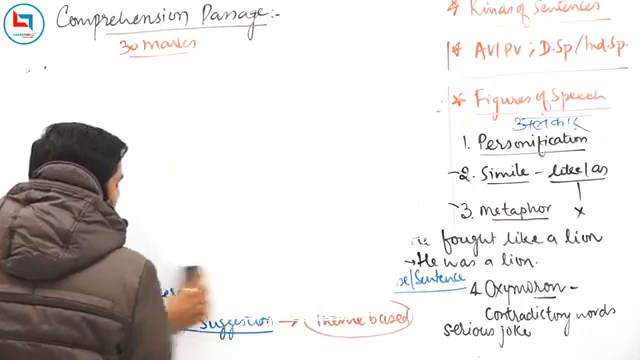 Comprehension Passage:-
30 marks
* Kinds of Sentences
* AV/PV ; D.Sp/Ind.Sp.
* Figures of Speech
अलंकार
1. Personification
2. Simile - like/as
3. Metaphor x
fought like a lion
→ He was a lion.
se/Sentence
4. Oxymoron -
Contradictory words
serious joke
suggestion → Theme based